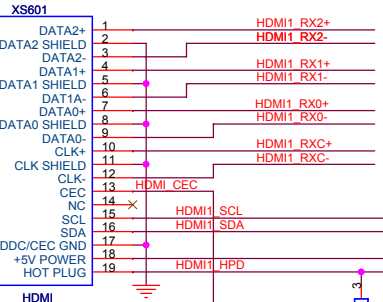 XS601
DATA2+ 1 HDMI1_RX2+
DATA2 SHIELD 2
DATA2- 3 HDMI1_RX2-
DATA1+ 4 HDMI1_RX1+
DATA1 SHIELD 5
DAT1A- 6 HDMI1_RX1-
DATA0+ 7 HDMI1_RX0+
DATA0 SHIELD 8
DATA0- 9 HDMI1_RX0-
CLK+ 10 HDMI1_RXC+
CLK SHIELD 11
CLK- 12 HDMI1_RXC-
CEC 13 HDMI_CEC
NC 14
SCL 15 HDMI1_SCL
SDA 16 HDMI1_SDA
DDC/CEC GND 17
+5V POWER 18
HOT PLUG 19 HDMI1_HPD
3
HDMI